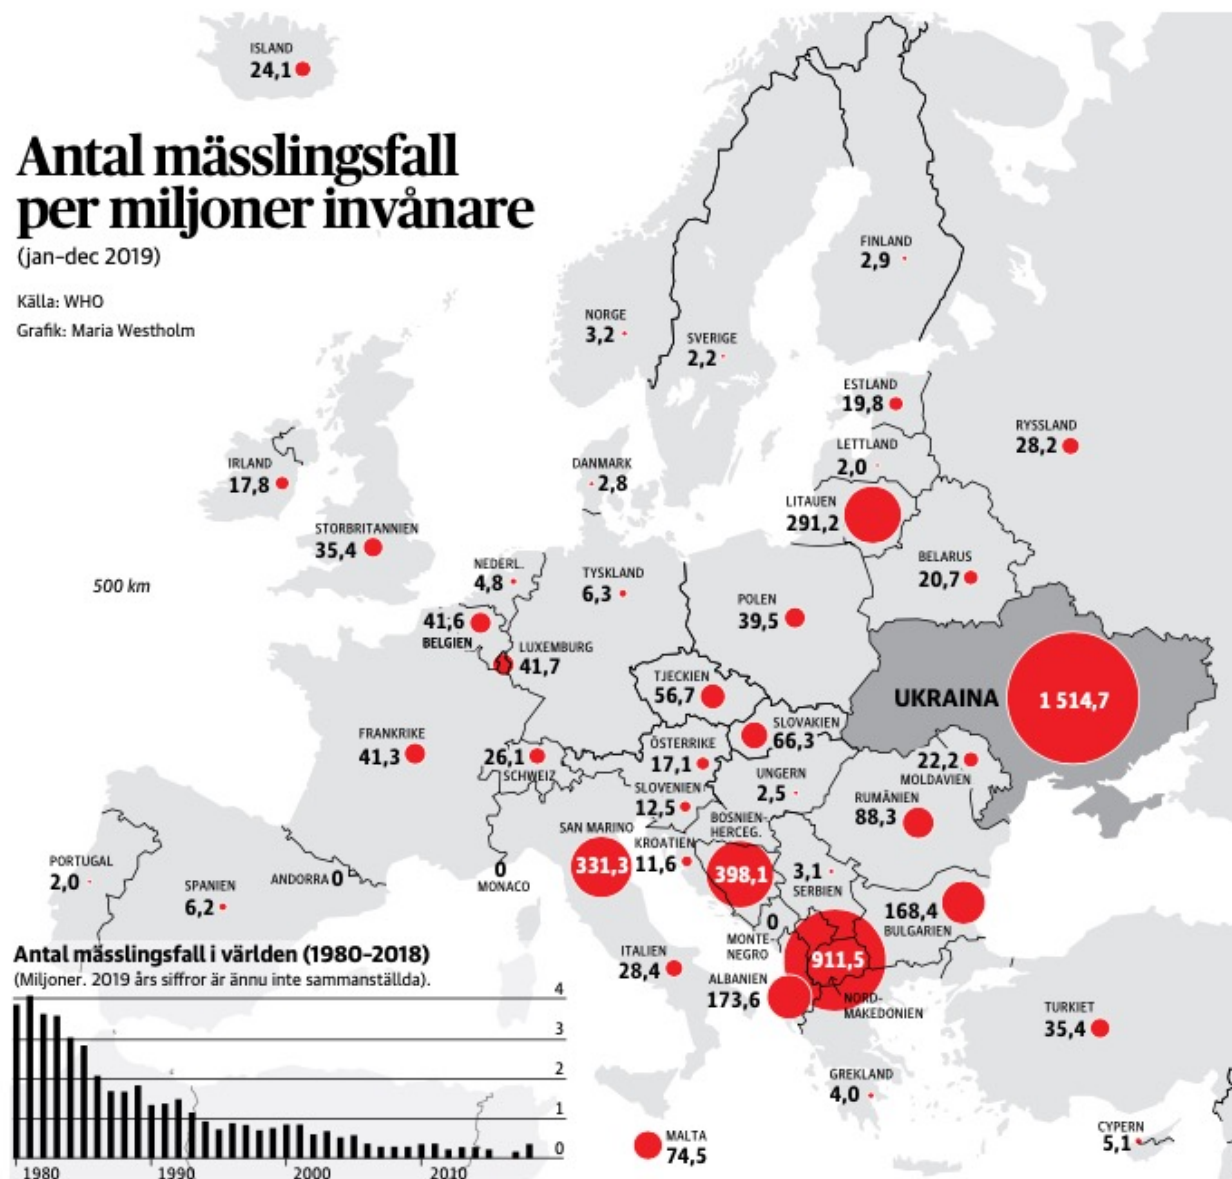 ISLAND
24,1
Antal mässlingsfall
per miljoner invånare
(jan–dec 2019)
Källa: WHO
Grafik: Maria Westholm
FINLAND
2,9
NORGE
3,2
SVERIGE
2,2
ESTLAND
19,8
RYSSLAND
28,2
LETTLAND
2,0
IRLAND
17,8
DANMARK
2,8
LITAUEN
291,2
STORBRITANNIEN
35,4
BELARUS
20,7
NEDERL.
4,8
TYSKLAND
6,3
500 km
POLEN
39,5
41,6
BELGIEN
LUXEMBURG
41,7
TJECKIEN
56,7
UKRAINA
1 514,7
SLOVAKIEN
66,3
FRANKRIKE
41,3
26,1
SCHWEIZ
ÖSTERRIKE
17,1
22,2
MOLDAVIEN
UNGERN
2,5
SLOVENIEN
12,5
RUMÄNIEN
88,3
SAN MARINO
331,3
KROATIEN
11,6
BOSNIEN-
HERCEG.
398,1
3,1
SERBIEN
PORTUGAL
2,0
SPANIEN
6,2
ANDORRA 0
0
MONACO
168,4
BULGARIEN
0
MONTE-
NEGRO
911,5
NORD-
MAKEDONIEN
ITALIEN
28,4
ALBANIEN
173,6
TURKIET
35,4
GREKLAND
4,0
CYPERN
5,1
MALTA
74,5
Antal mässlingsfall i världen (1980–2018)
(Miljoner. 2019 års siffror är ännu inte sammanställda).
4
3
2
1
0
1980
1990
2000
2010